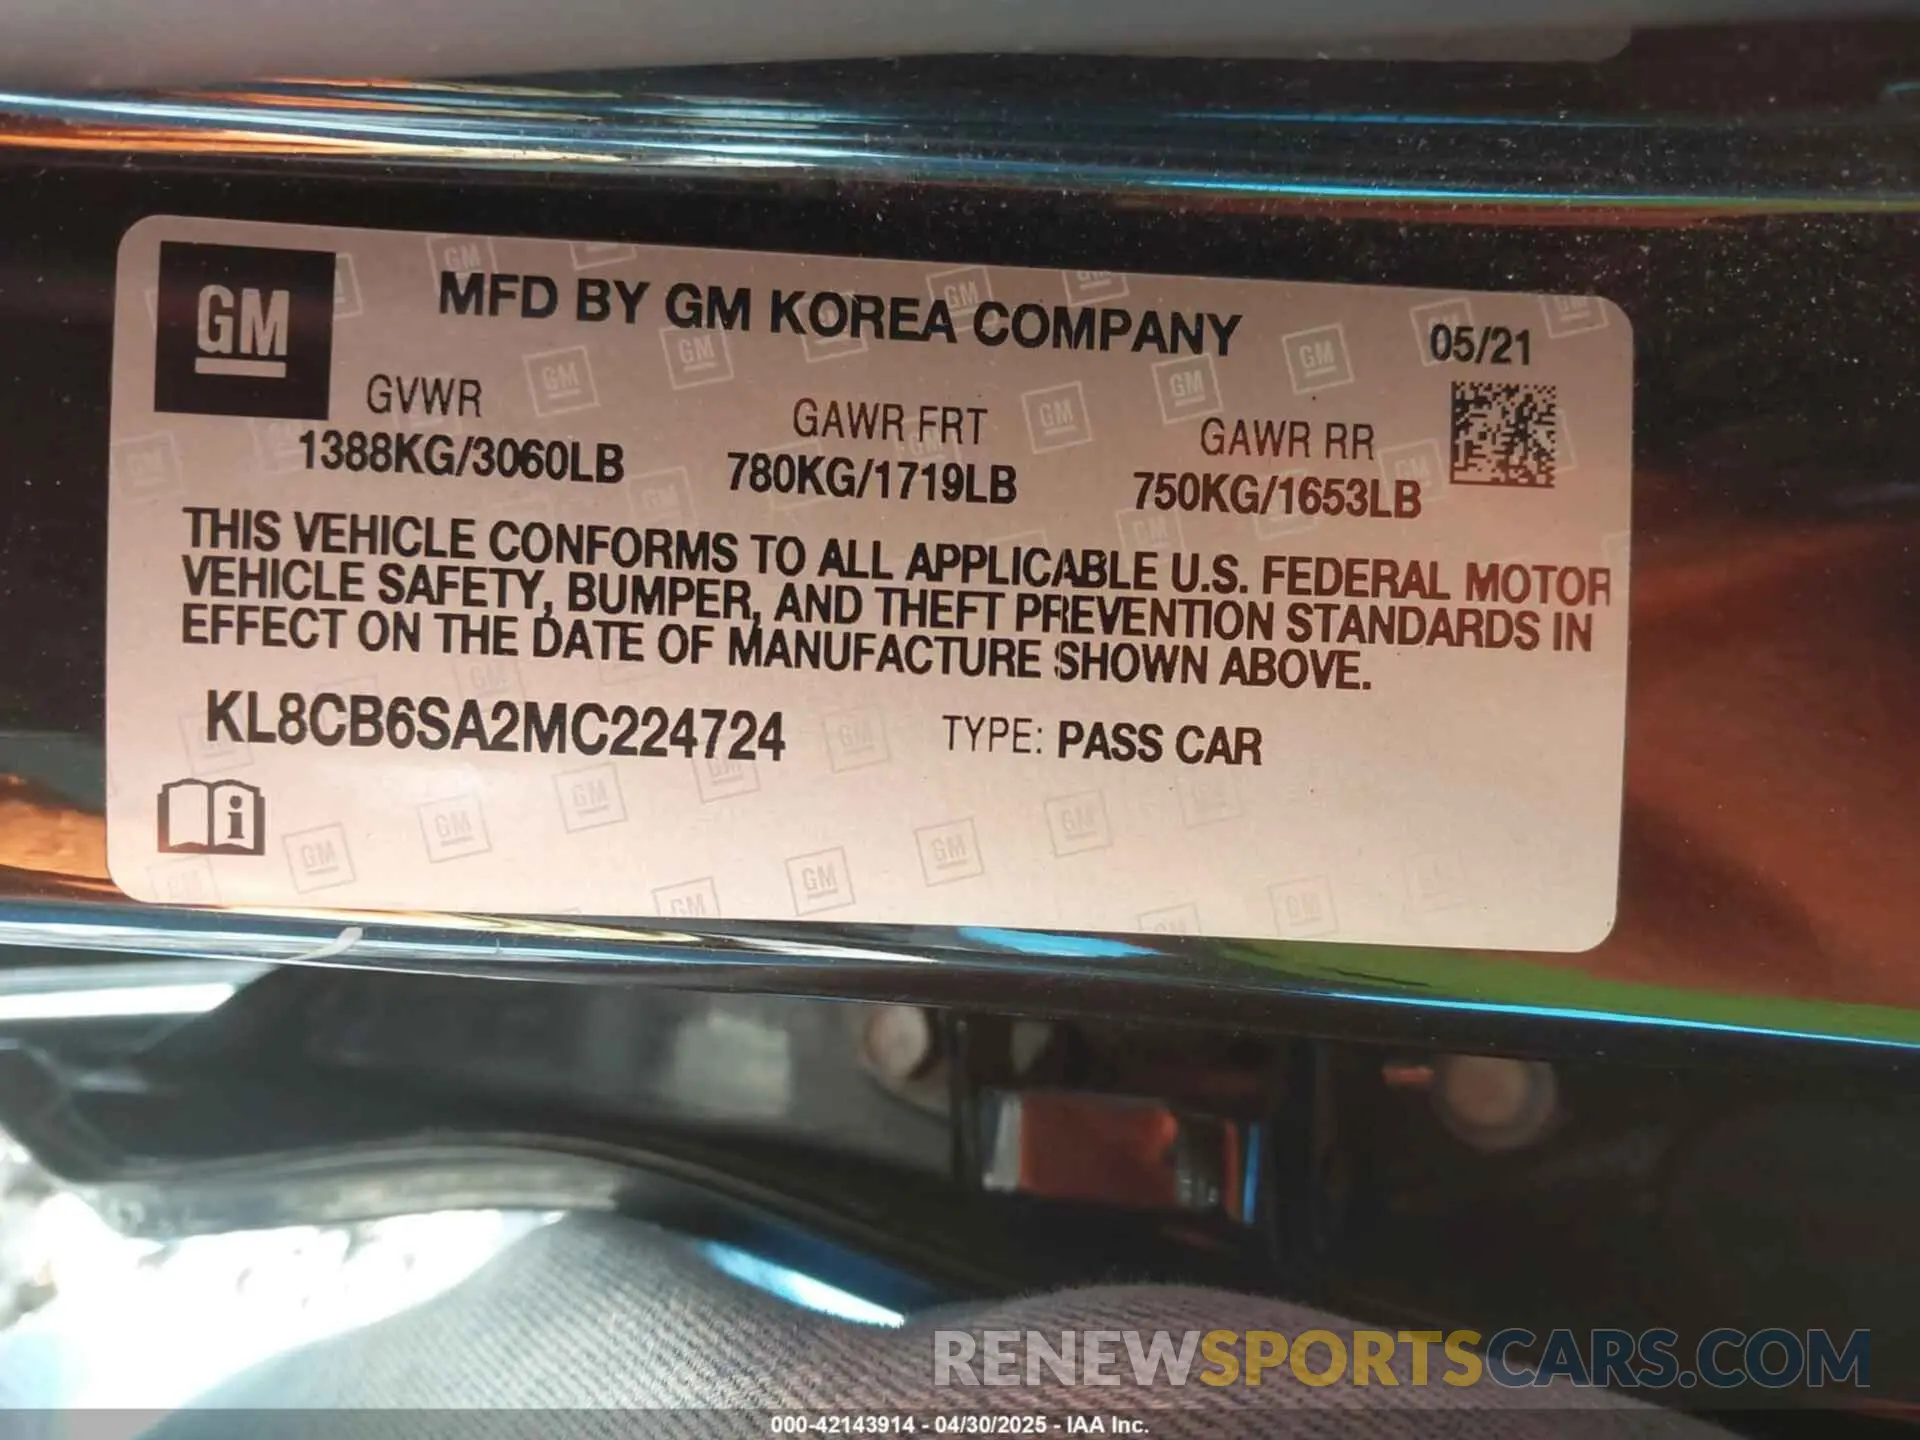 GM
MFD BY GM KOREA COMPANY
05/21
GVWR
GAWR FRT
GAWR RR
1388KG/3060LB
780KG/1719LB
750KG/1653LB
THIS VEHICLE CONFORMS TO ALL APPLICABLE U.S. FEDERAL MOTOR
VEHICLE SAFETY, BUMPER, AND THEFT PREVENTION STANDARDS IN
EFFECT ON THE DATE OF MANUFACTURE SHOWN ABOVE.
KL8CB6SA2MC224724
TYPE: PASS CAR
RENEWSPORTSCARS.COM
000-42143914 - 04/30/2025 - IAA Inc.